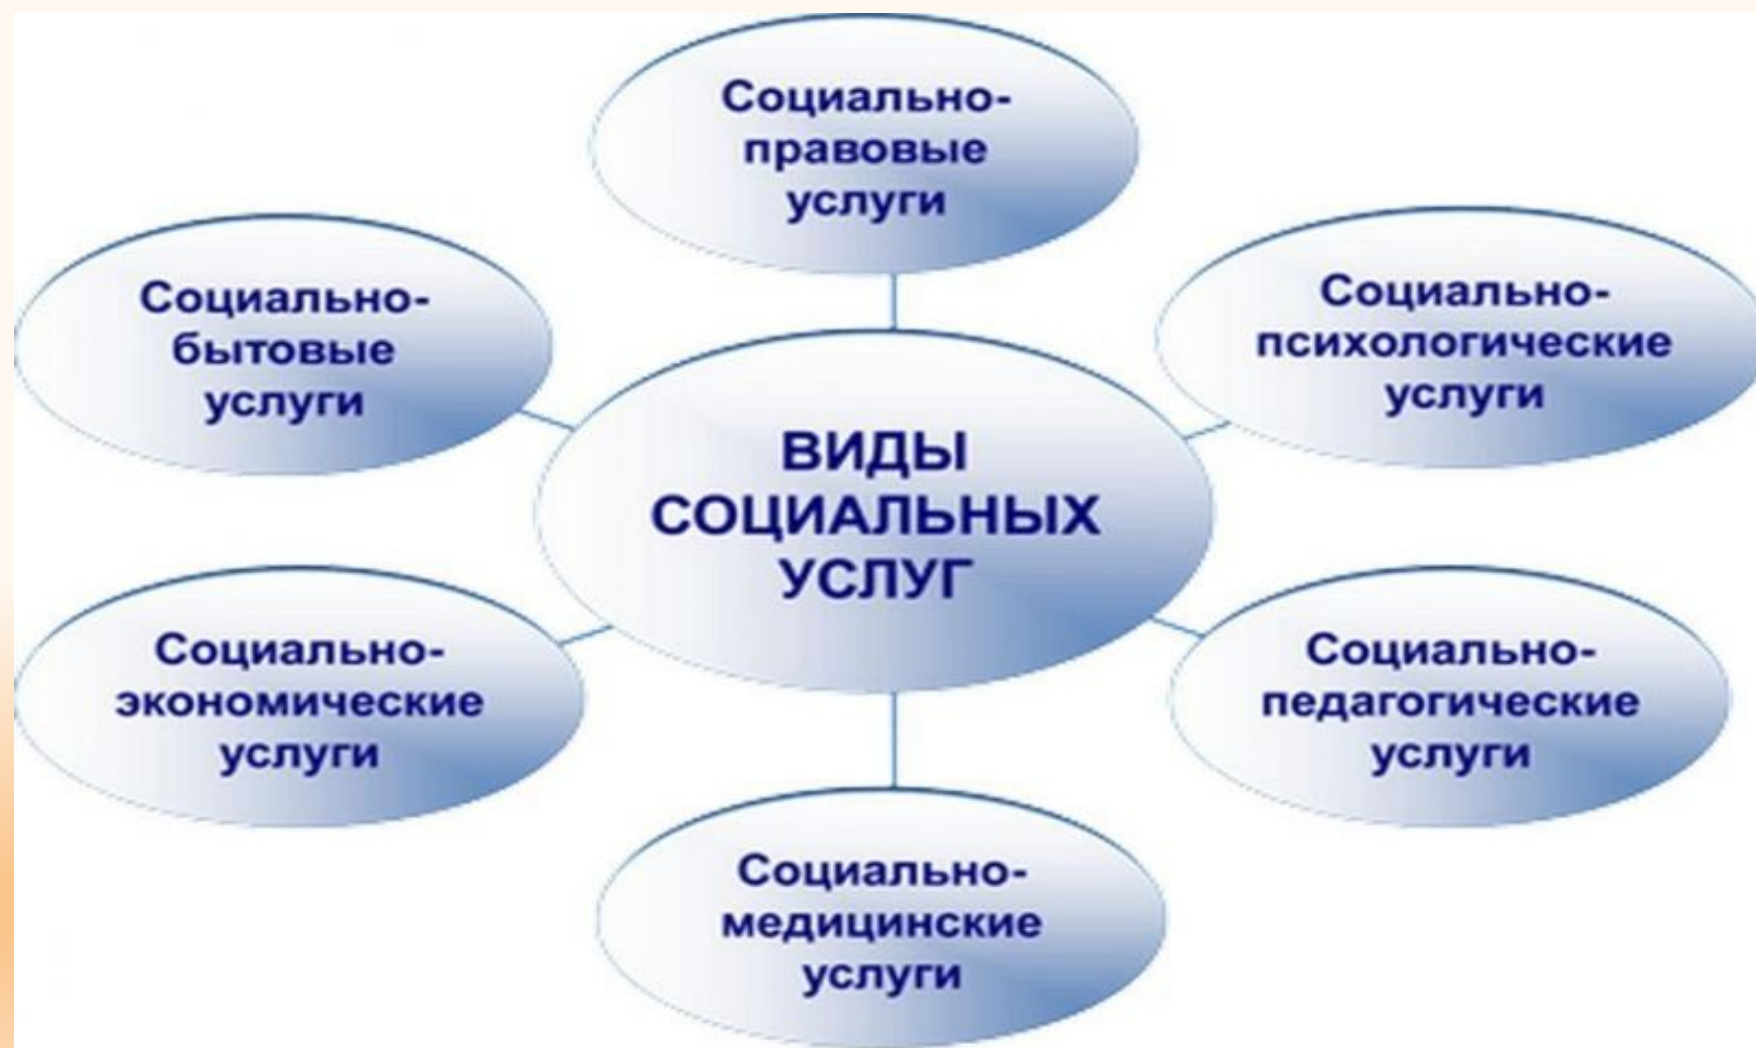 Социально-
правовые
услуги
Социально-
бытовые
услуги
Социально-
психологические
услуги
ВИДЫ
СОЦИАЛЬНЫХ
УСЛУГ
Социально-
экономические
услуги
Социально-
педагогические
услуги
Социально-
медицинские
услуги